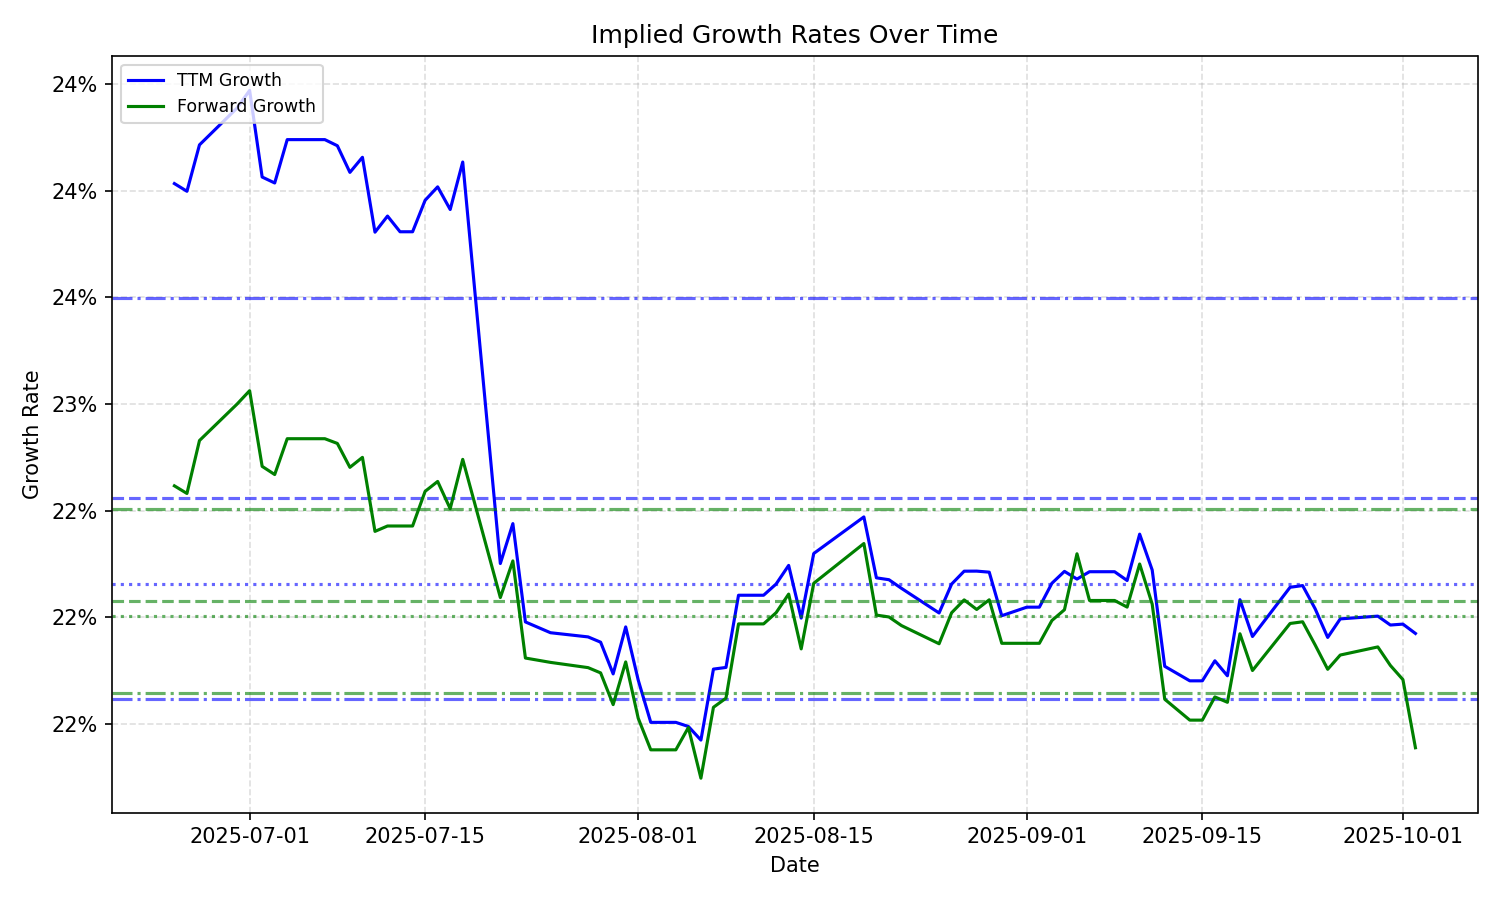 Implied Growth Rates Over Time
TTM Growth
Forward Growth
24%
24%
24%
23%
22%
22%
22%
Growth Rate
2025-07-01
2025-07-15
2025-08-01
2025-08-15
2025-09-01
2025-09-15
2025-10-01
Date